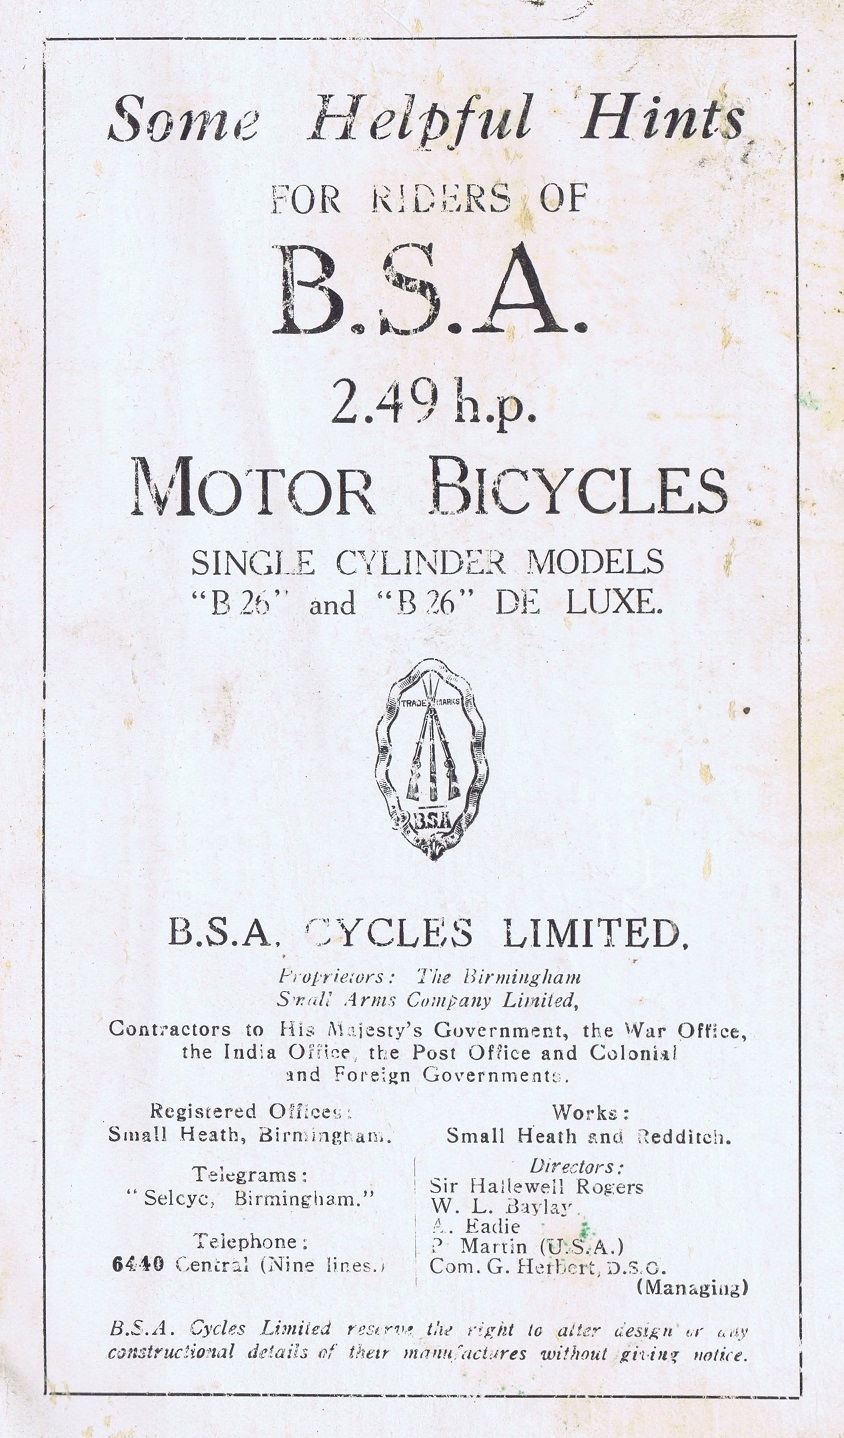 Some Helpful Hints
FOR RIDERS OF
B.S.A.
2.49 h.p.
MOTOR BICYCLES
SINGLE CYLINDER MODELS
"B 26" and "B 26" DE LUXE.
TRADE MARKS
B.S.A
B.S.A. CYCLES LIMITED.
Proprietors: The Birmingham
Small Arms Company Limited,
Contractors to His Majesty's Government, the War Office,
the India Office, the Post Office and Colonial
and Foreign Governments.
Registered Offices:
Small Heath, Birmingham.
Telegrams:
"Selcyc, Birmingham."
Telephone:
6440 Central (Nine lines.)
Works:
Small Heath and Redditch.
Directors:
Sir Hallewell Rogers
W. L. Baylay.
A. Eadie
P. Martin (U.S.A.)
Com. G. Herbert, D.S.O.
(Managing)
B.S.A. Cycles Limited reserve the right to alter design or any
constructional details of their manufactures without giving notice.